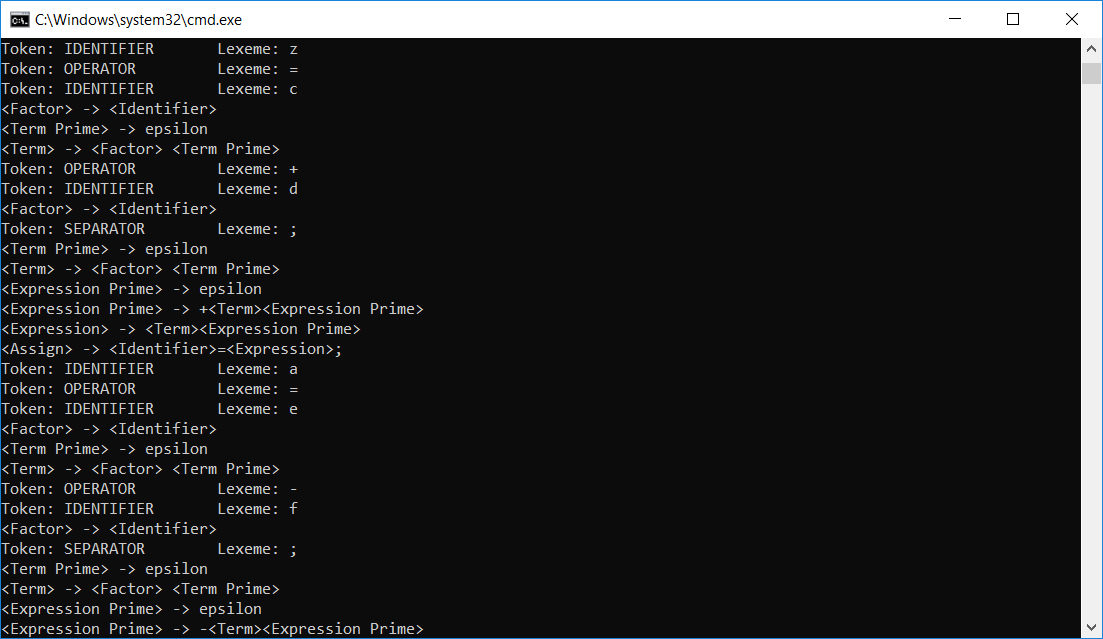 C:\Windows\system32\cmd.exe
Token: IDENTIFIER       Lexeme: z
Token: OPERATOR         Lexeme: =
Token: IDENTIFIER       Lexeme: c
<Factor> -> <Identifier>
<Term Prime> -> epsilon
<Term> -> <Factor> <Term Prime>
Token: OPERATOR         Lexeme: +
Token: IDENTIFIER       Lexeme: d
<Factor> -> <Identifier>
Token: SEPARATOR        Lexeme: ;
<Term Prime> -> epsilon
<Term> -> <Factor> <Term Prime>
<Expression Prime> -> epsilon
<Expression Prime> -> +<Term><Expression Prime>
<Expression> -> <Term><Expression Prime>
<Assign> -> <Identifier>=<Expression>;
Token: IDENTIFIER       Lexeme: a
Token: OPERATOR         Lexeme: =
Token: IDENTIFIER       Lexeme: e
<Factor> -> <Identifier>
<Term Prime> -> epsilon
<Term> -> <Factor> <Term Prime>
Token: OPERATOR         Lexeme: -
Token: IDENTIFIER       Lexeme: f
<Factor> -> <Identifier>
Token: SEPARATOR        Lexeme: ;
<Term Prime> -> epsilon
<Term> -> <Factor> <Term Prime>
<Expression Prime> -> epsilon
<Expression Prime> -> -<Term><Expression Prime>